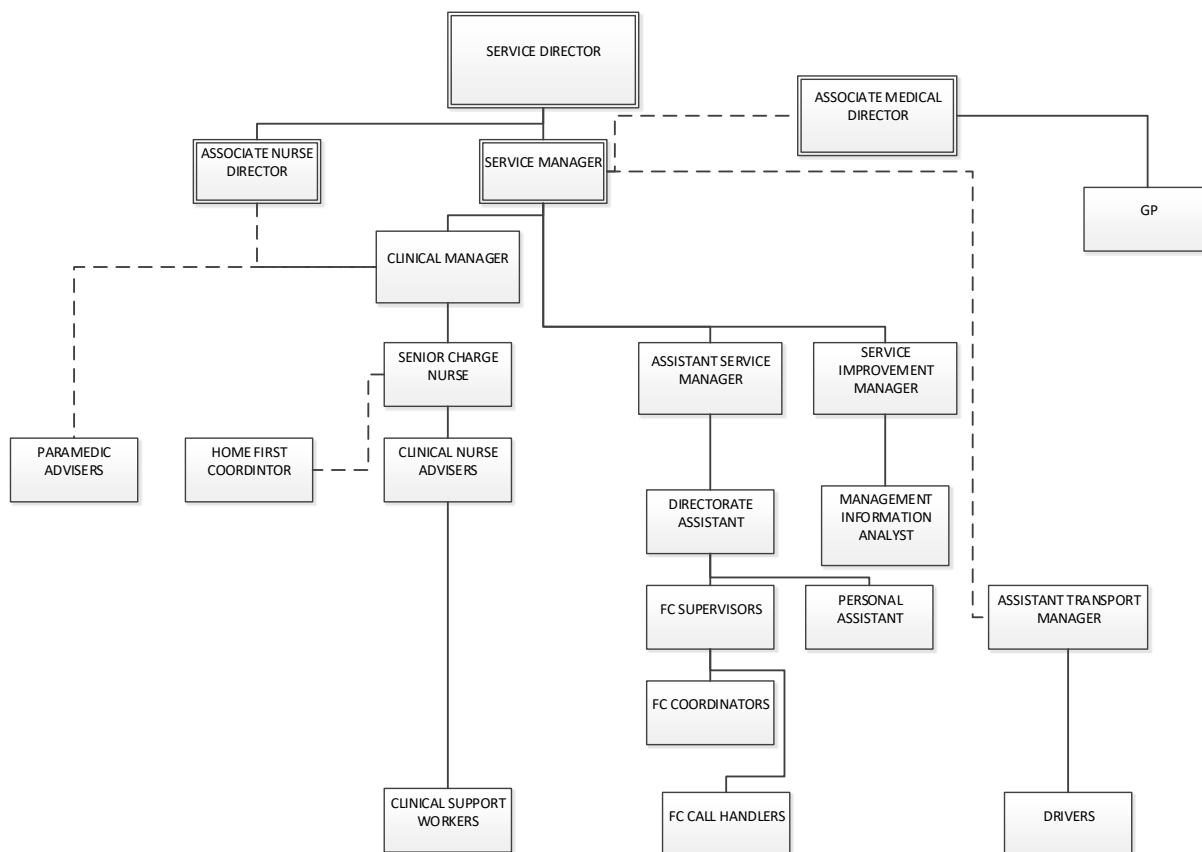 SERVICE DIRECTOR
ASSOCIATE MEDICAL
DIRECTOR
ASSOCIATE NURSE
DIRECTOR
SERVICE MANAGER
GP
CLINICAL MANAGER
SENIOR CHARGE
NURSE
ASSISTANT SERVICE
MANAGER
SERVICE
IMPROVEMENT
MANAGER
PARAMEDIC
ADVISERS
HOME FIRST
COORDINTOR
CLINICAL NURSE
ADVISERS
DIRECTORATE
ASSISTANT
MANAGEMENT
INFORMATION
ANALYST
FC SUPERVISORS
PERSONAL
ASSISTANT
ASSISTANT TRANSPORT
MANAGER
FC COORDINATORS
CLINICAL SUPPORT
WORKERS
FC CALL HANDLERS
DRIVERS